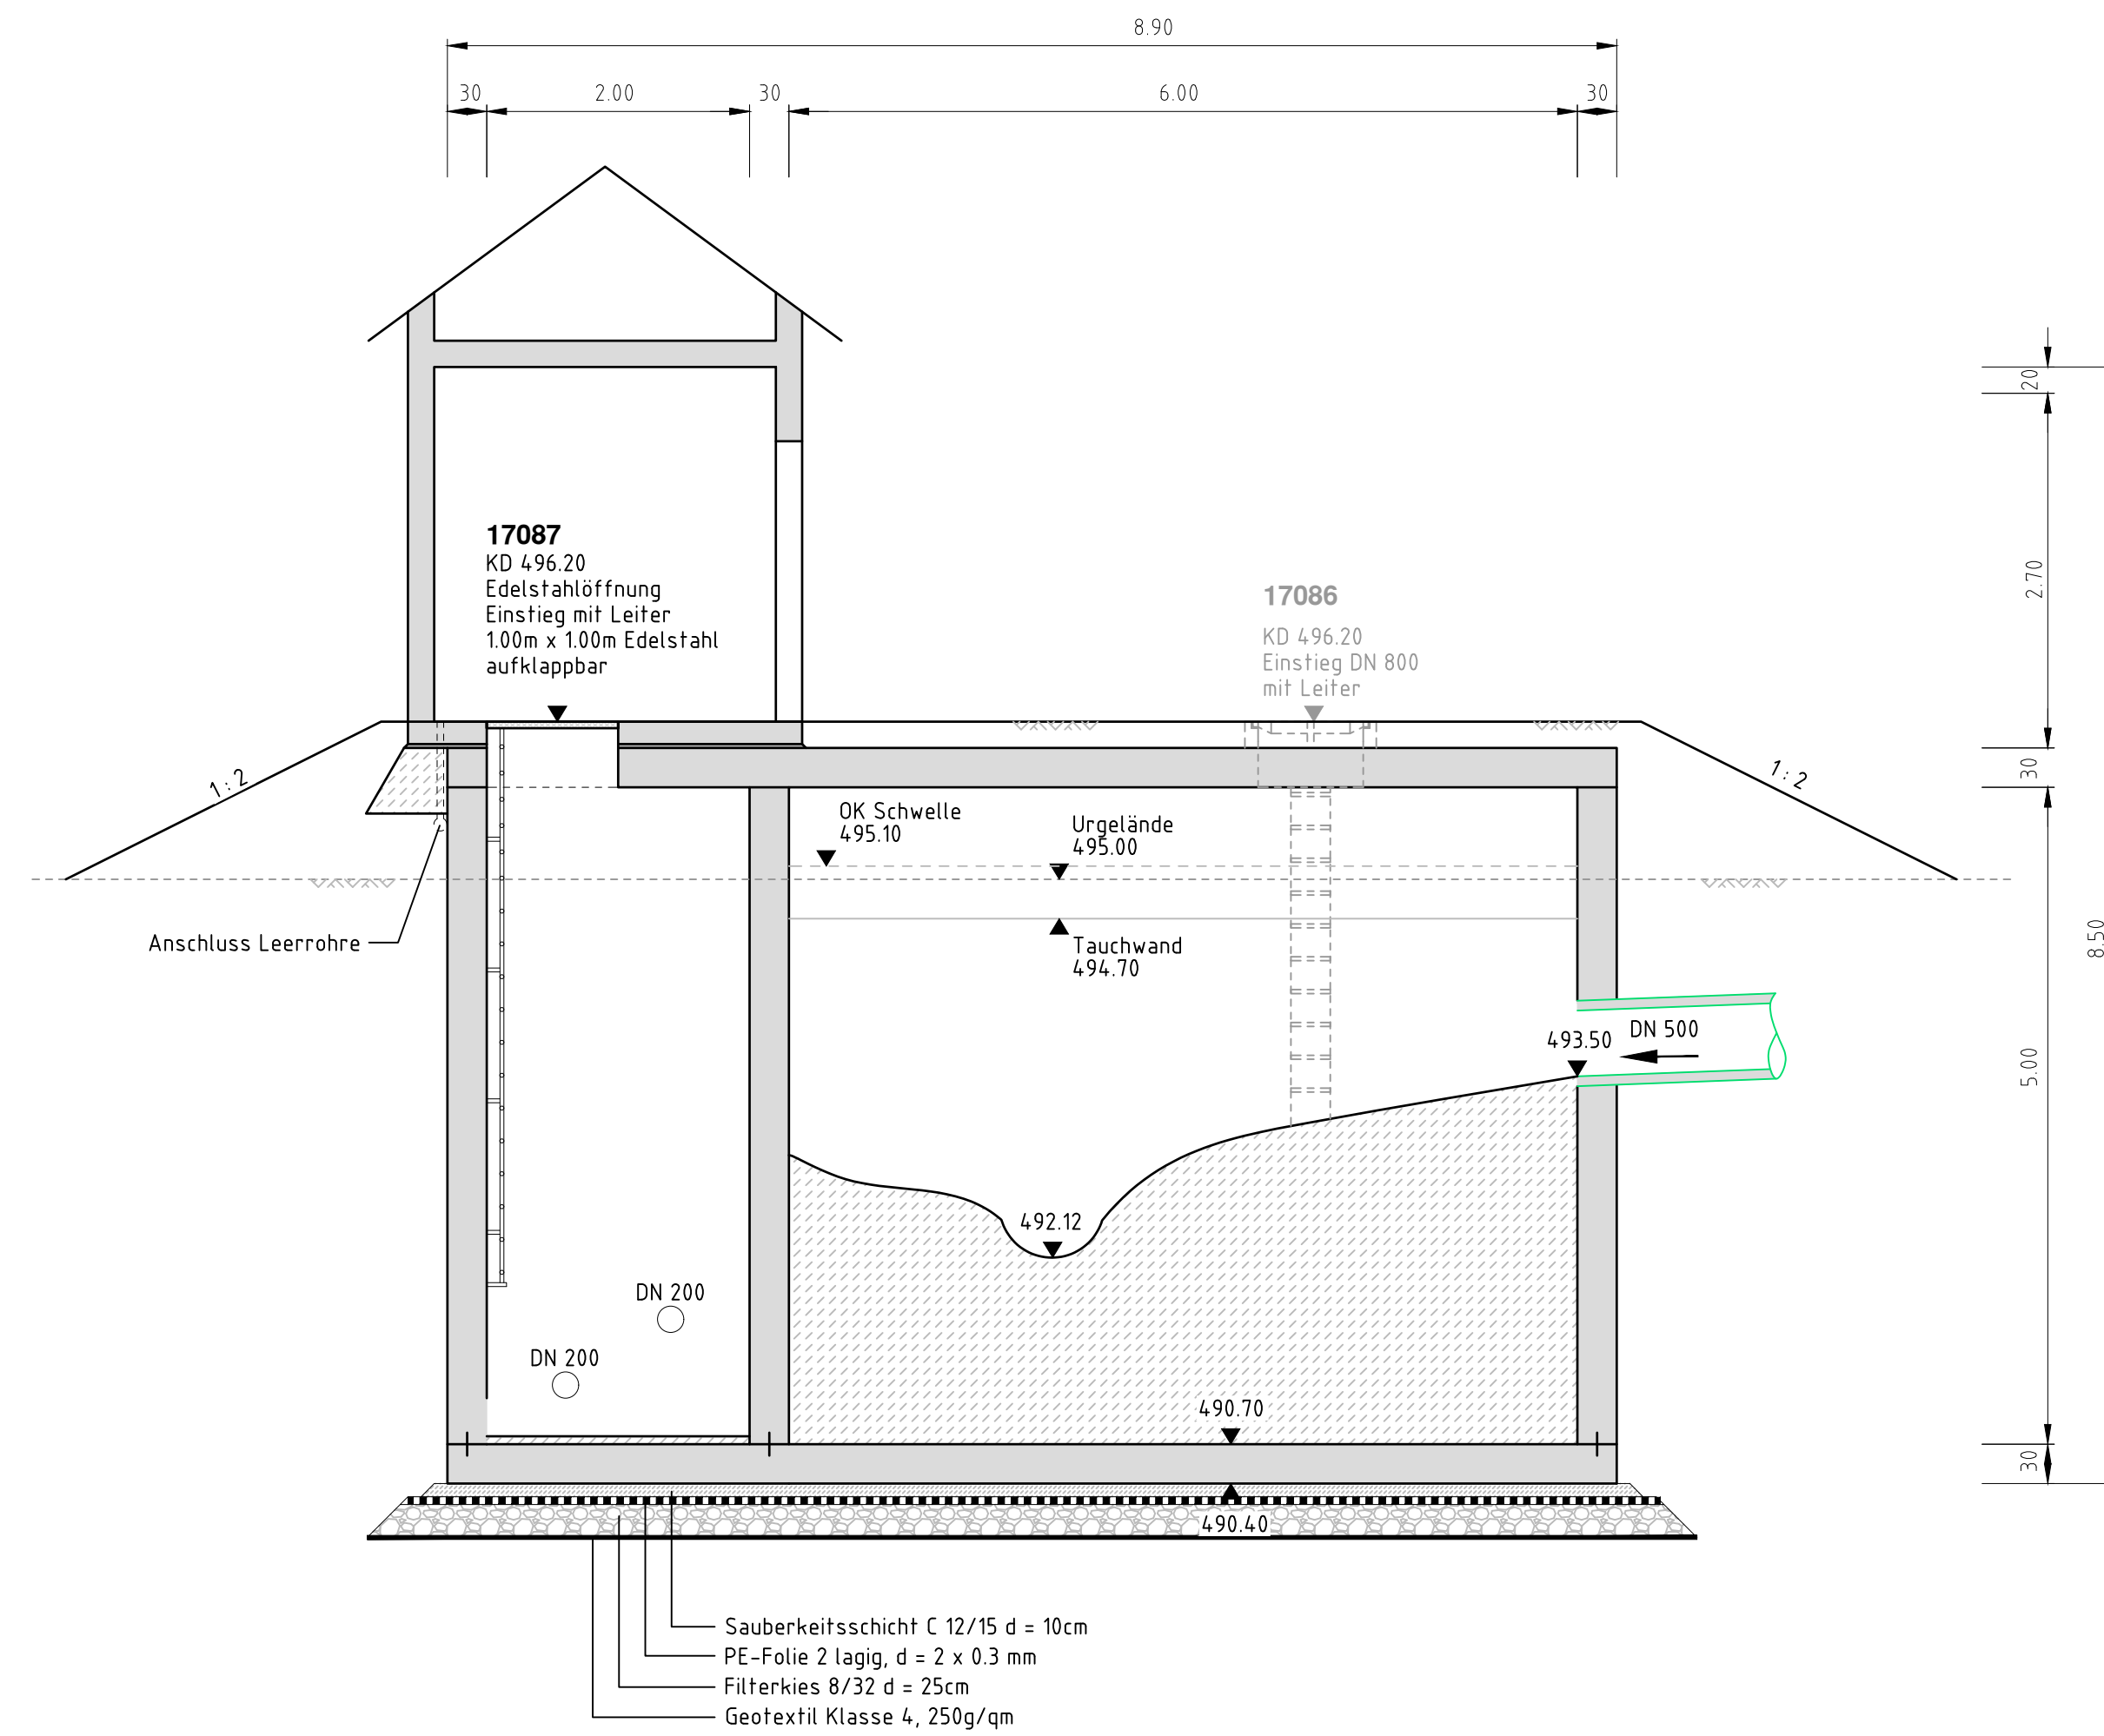 8.90
30
2.00
30
6.00
30
20
2.70
30
5.00
30
8.50
17087
KD 496.20
Edelstahlöffnung
Einstieg mit Leiter
1.00m x 1.00m Edelstahl
aufklappbar
17086
KD 496.20
Einstieg DN 800
mit Leiter
1:2
1:2
OK Schwelle
495.10
Urgelände
495.00
Tauchwand
494.70
Anschluss Leerrohre
493.50
DN 500
492.12
DN 200
DN 200
490.70
490.40
Sauberkeitsschicht C 12/15 d = 10cm
PE-Folie 2 lagig, d = 2 x 0.3 mm
Filterkies 8/32 d = 25cm
Geotextil Klasse 4, 250g/qm